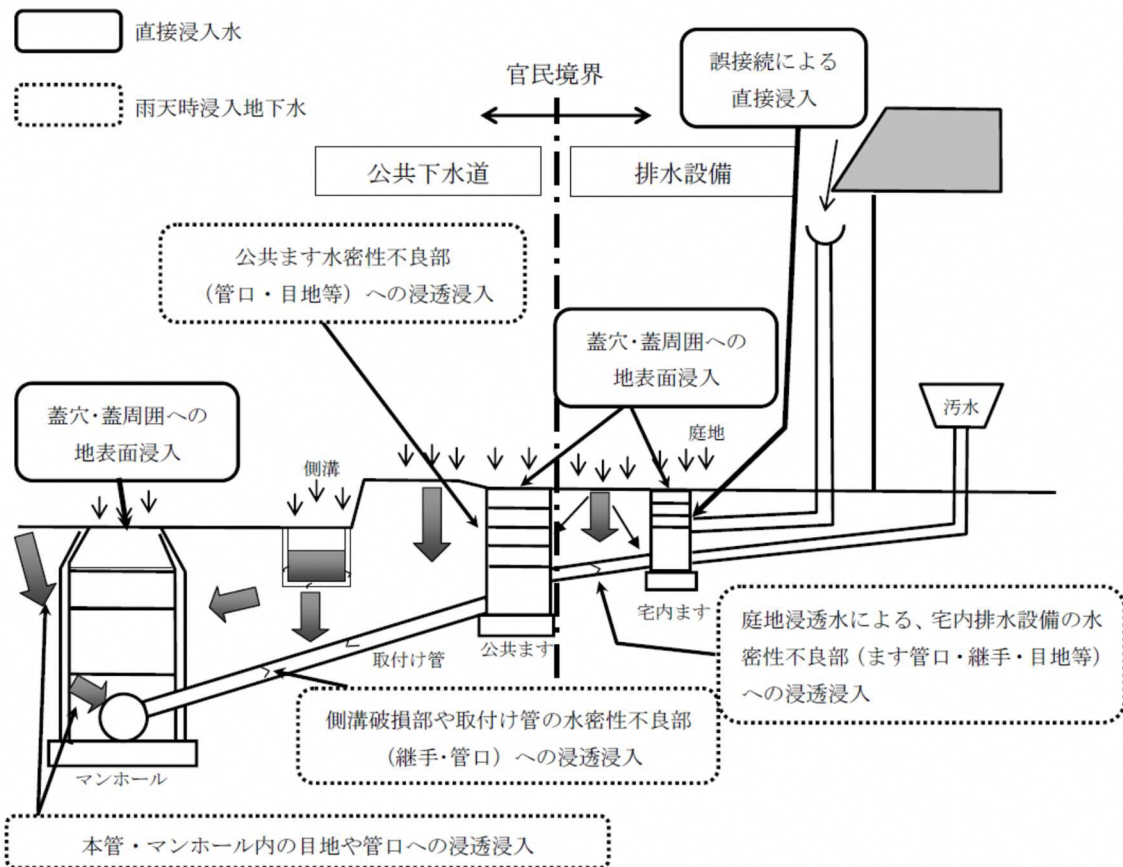 直接浸入水
雨天時浸入地下水
官民境界
誤接続による
直接浸入
公共下水道
排水設備
公共ます水密性不良部
（管口・目地等）への浸透浸入
蓋穴・蓋周囲への
地表面浸入
汚水
蓋穴・蓋周囲への
地表面浸入
庭地
側溝
宅内ます
公共ます
取付け管
庭地浸透水による、宅内排水設備の水
密性不良部（ます管口・継手・目地等）
への浸透浸入
側溝破損部や取付け管の水密性不良部
（継手・管口）への浸透浸入
マンホール
本管・マンホール内の目地や管口への浸透浸入